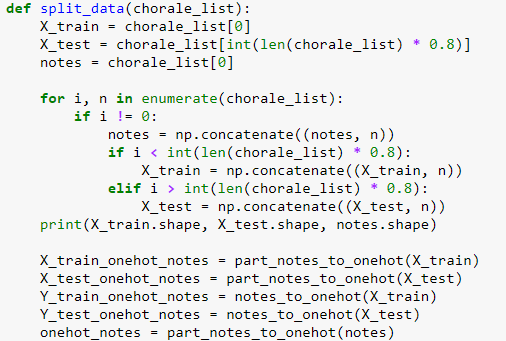 def split_data(chorale_list):
    X_train = chorale_list[0]
    X_test = chorale_list[int(len(chorale_list) * 0.8)]
    notes = chorale_list[0]

    for i, n in enumerate(chorale_list):
        if i != 0:
            notes = np.concatenate((notes, n))
            if i < int(len(chorale_list) * 0.8):
                X_train = np.concatenate((X_train, n))
            elif i > int(len(chorale_list) * 0.8):
                X_test = np.concatenate((X_test, n))
    print(X_train.shape, X_test.shape, notes.shape)

    X_train_onehot_notes = part_notes_to_onehot(X_train)
    X_test_onehot_notes = part_notes_to_onehot(X_test)
    Y_train_onehot_notes = notes_to_onehot(X_train)
    Y_test_onehot_notes = notes_to_onehot(X_test)
    onehot_notes = part_notes_to_onehot(notes)